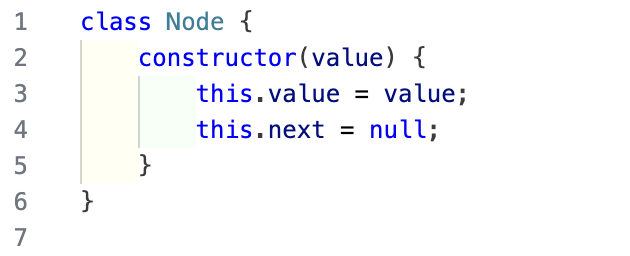 1 class Node {
2     constructor(value) {
3         this.value = value;
4         this.next = null;
5     }
6 }
7